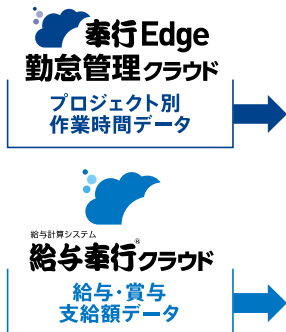 奉行Edge
勤怠管理クラウド
プロジェクト別
作業時間データ
給与計算システム
給与奉行®クラウド
給与・賞与
支給額データ